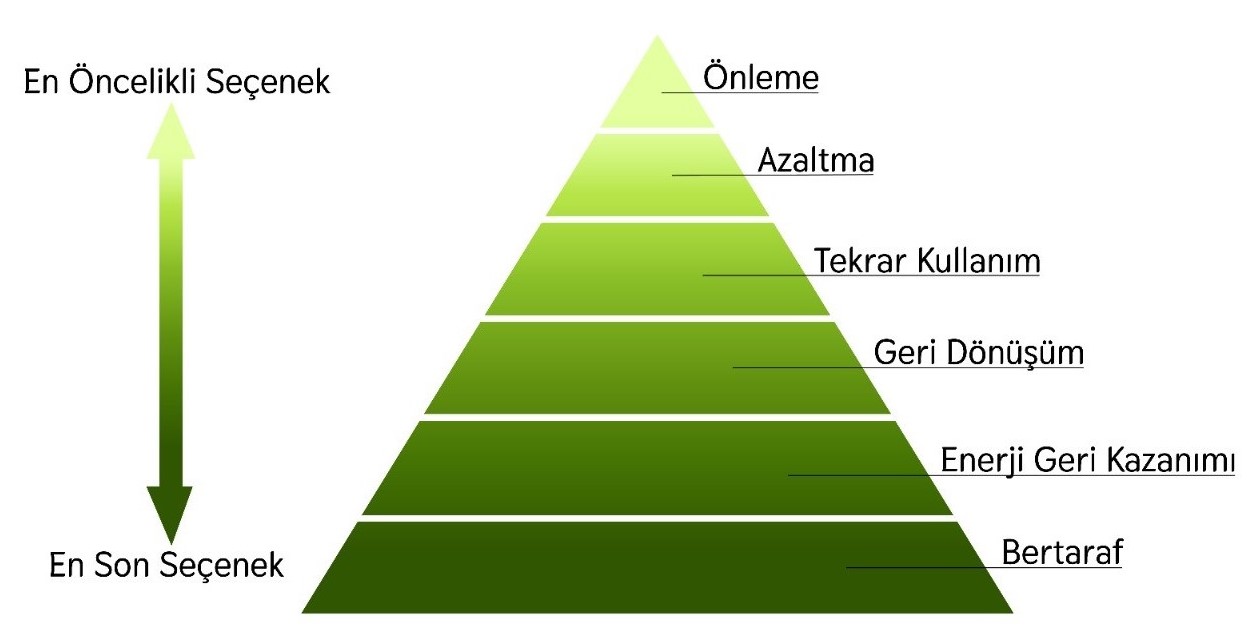 En Öncelikli Seçenek
Önleme
Azaltma
Tekrar Kullanım
Geri Dönüşüm
Enerji Geri Kazanımı
Bertaraf
En Son Seçenek